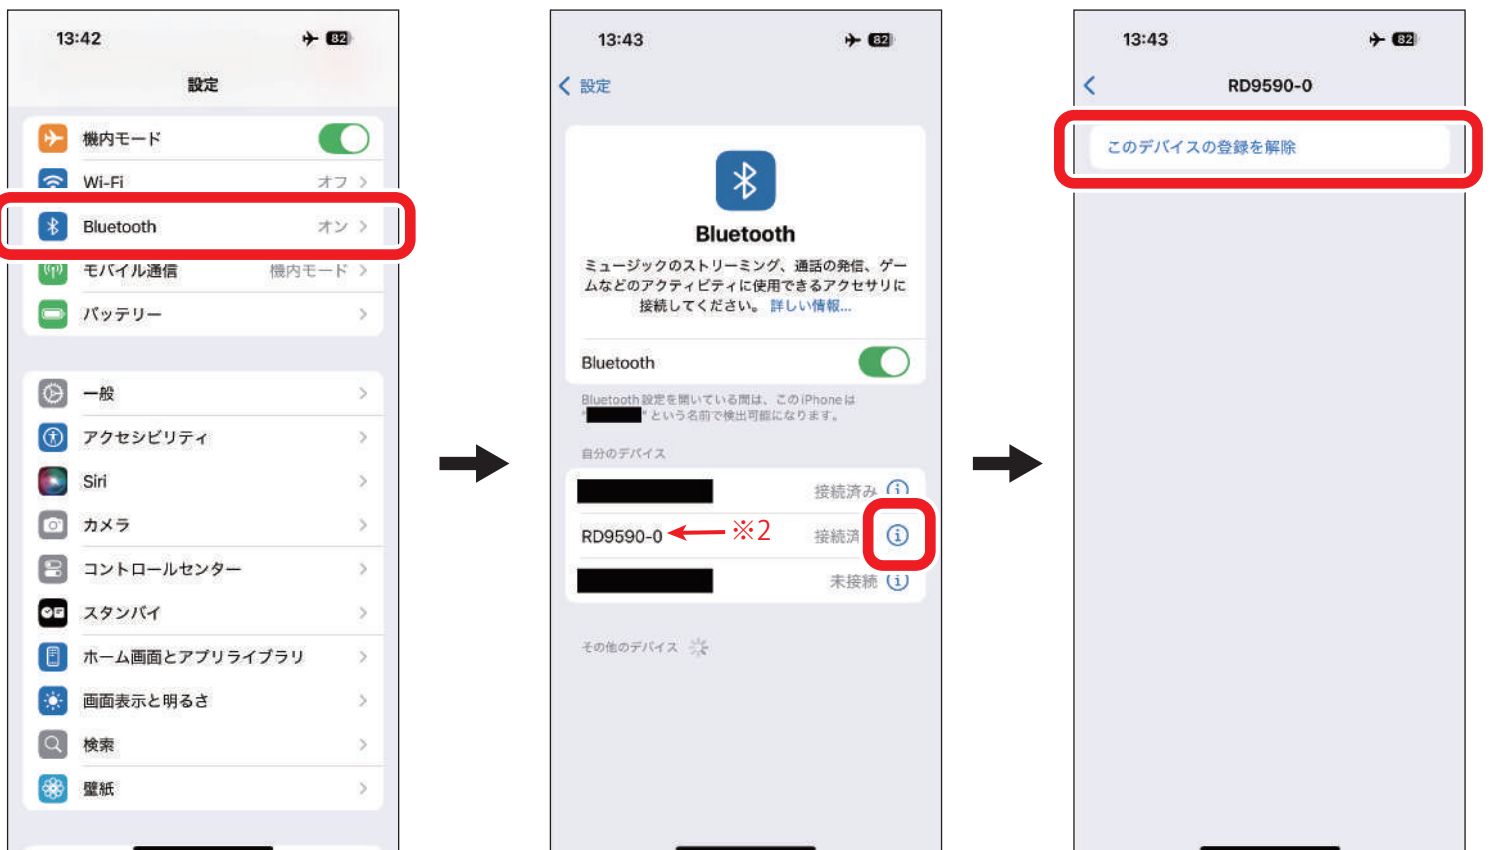 13:42
82
設定
機内モード
Wi-Fi
オフ
Bluetooth
オン
モバイル通信
機内モード
バッテリー
一般
アクセシビリティ
Siri
カメラ
コントロールセンター
スタンバイ
ホーム画面とアプリライブラリ
画面表示と明るさ
検索
壁紙
13:43
82
設定
Bluetooth
ミュージックのストリーミング、通話の発信、ゲー
ムなどのアクティビティに使用できるアクセサリに
接続してください。詳しい情報...
Bluetooth
Bluetooth設定を開いている間は、このiPhoneは
“ ”という名前で検出可能になります。
自分のデバイス
接続済み
RD9590-0
※2
接続済
未接続
その他のデバイス
13:43
82
RD9590-0
このデバイスの登録を解除